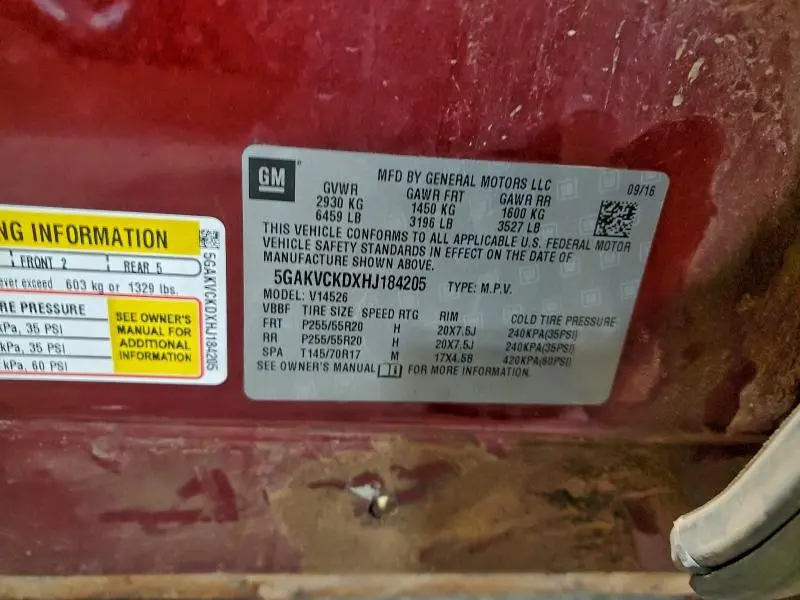 NG INFORMATION
FRONT 2 REAR 5
ever exceed 603 kg or 1329 lbs.
RE PRESSURE
kPa, 35 PSI
kPa, 35 PSI
kPa, 60 PSI
SEE OWNER'S
MANUAL FOR
ADDITIONAL
INFORMATION
5GAKVCKDXHJ184205
GM
MFD BY GENERAL MOTORS LLC
09/16
GVWR GAWR FRT GAWR RR
2930 KG 1450 KG 1600 KG
6459 LB 3196 LB 3527 LB
THIS VEHICLE CONFORMS TO ALL APPLICABLE U.S. FEDERAL MOTOR
VEHICLE SAFETY STANDARDS IN EFFECT ON THE DATE OF
MANUFACTURE SHOWN ABOVE.
5GAKVCKDXHJ184205 TYPE: M.P.V.
MODEL: V14526
VBBF TIRE SIZE SPEED RTG RIM COLD TIRE PRESSURE
FRT P255/55R20 H 20X7.5J 240KPA(35PSI)
RR P255/55R20 H 20X7.5J 240KPA(35PSI)
SPA T145/70R17 M 17X4.5B 420KPA(60PSI)
SEE OWNER'S MANUAL FOR MORE INFORMATION.